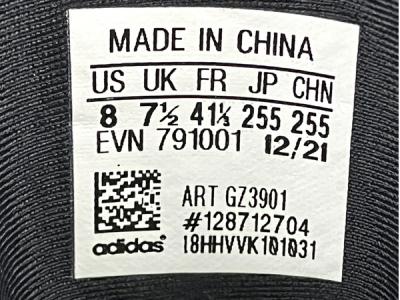 MADE IN CHINA
US UK FR JP CHN
8 7½ 41⅓ 255 255
EVN 791001 12/21
ART GZ3901
#128712704
adidas 18HHVVK101031